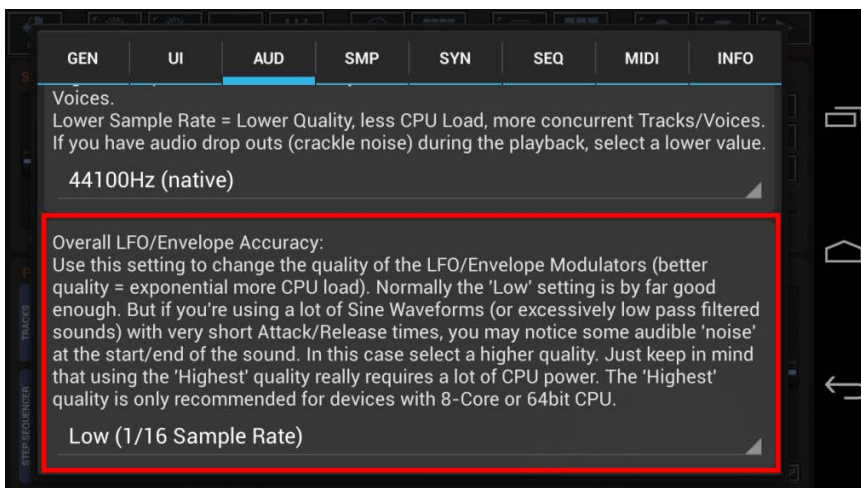 GEN UI AUD SMP SYN SEQ MIDI INFO
Voices.
Lower Sample Rate = Lower Quality, less CPU Load, more concurrent Tracks/Voices.
If you have audio drop outs (crackle noise) during the playback, select a lower value.
44100Hz (native)
Overall LFO/Envelope Accuracy:
Use this setting to change the quality of the LFO/Envelope Modulators (better
quality = exponential more CPU load). Normally the 'Low' setting is by far good
enough. But if you're using a lot of Sine Waveforms (or excessively low pass filtered
sounds) with very short Attack/Release times, you may notice some audible 'noise'
at the start/end of the sound. In this case select a higher quality. Just keep in mind
that using the 'Highest' quality really requires a lot of CPU power. The 'Highest'
quality is only recommended for devices with 8-Core or 64bit CPU.
Low (1/16 Sample Rate)
TRACKS
STEP SEQUENCER